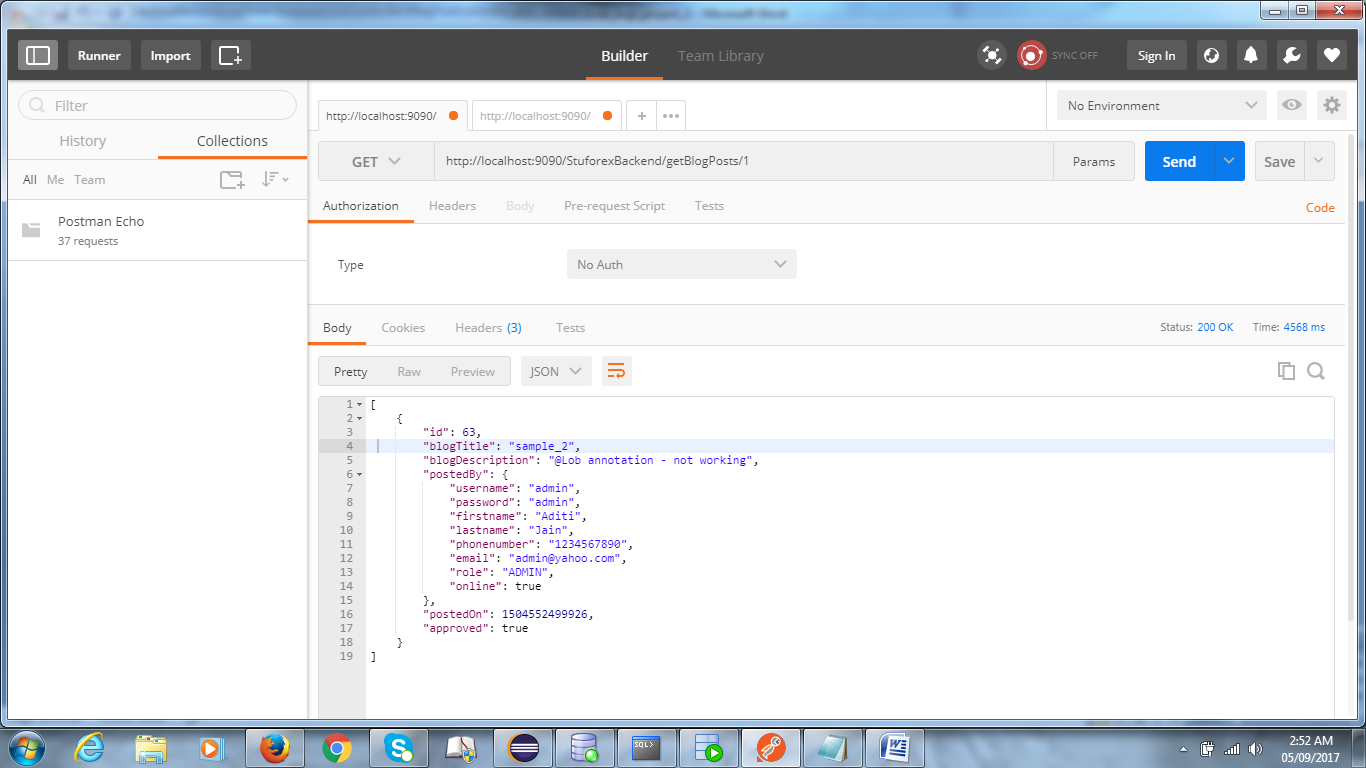 Microsoft Word
Runner
Import
Builder
Team Library
SYNC OFF
Sign In
Filter
History
Collections
All Me Team
Postman Echo
37 requests
http://localhost:9090/
http://localhost:9090/
+
•••
No Environment
GET
http://localhost:9090/StuforexBackend/getBlogPosts/1
Params
Send
Save
Authorization
Headers
Body
Pre-request Script
Tests
Code
Type
No Auth
Body
Cookies
Headers (3)
Tests
Status: 200 OK
Time: 4568 ms
Pretty
Raw
Preview
JSON
1 [
2 {
3 "id": 63,
4 "blogTitle": "sample_2",
5 "blogDescription": "@Lob annotation - not working",
6 "postedBy": {
7 "username": "admin",
8 "password": "admin",
9 "firstname": "Aditi",
10 "lastname": "Jain",
11 "phonenumber": "1234567890",
12 "email": "admin@yahoo.com",
13 "role": "ADMIN",
14 "online": true
15 },
16 "postedOn": 1504552499926,
17 "approved": true
18 }
19 ]
SQL>
2:52 AM
05/09/2017